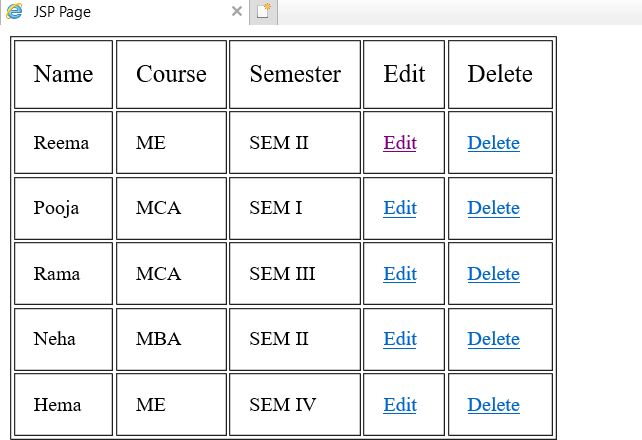 JSP Page
Name Course Semester Edit Delete
Reema ME SEM II Edit Delete
Pooja MCA SEM I Edit Delete
Rama MCA SEM III Edit Delete
Neha MBA SEM II Edit Delete
Hema ME SEM IV Edit Delete